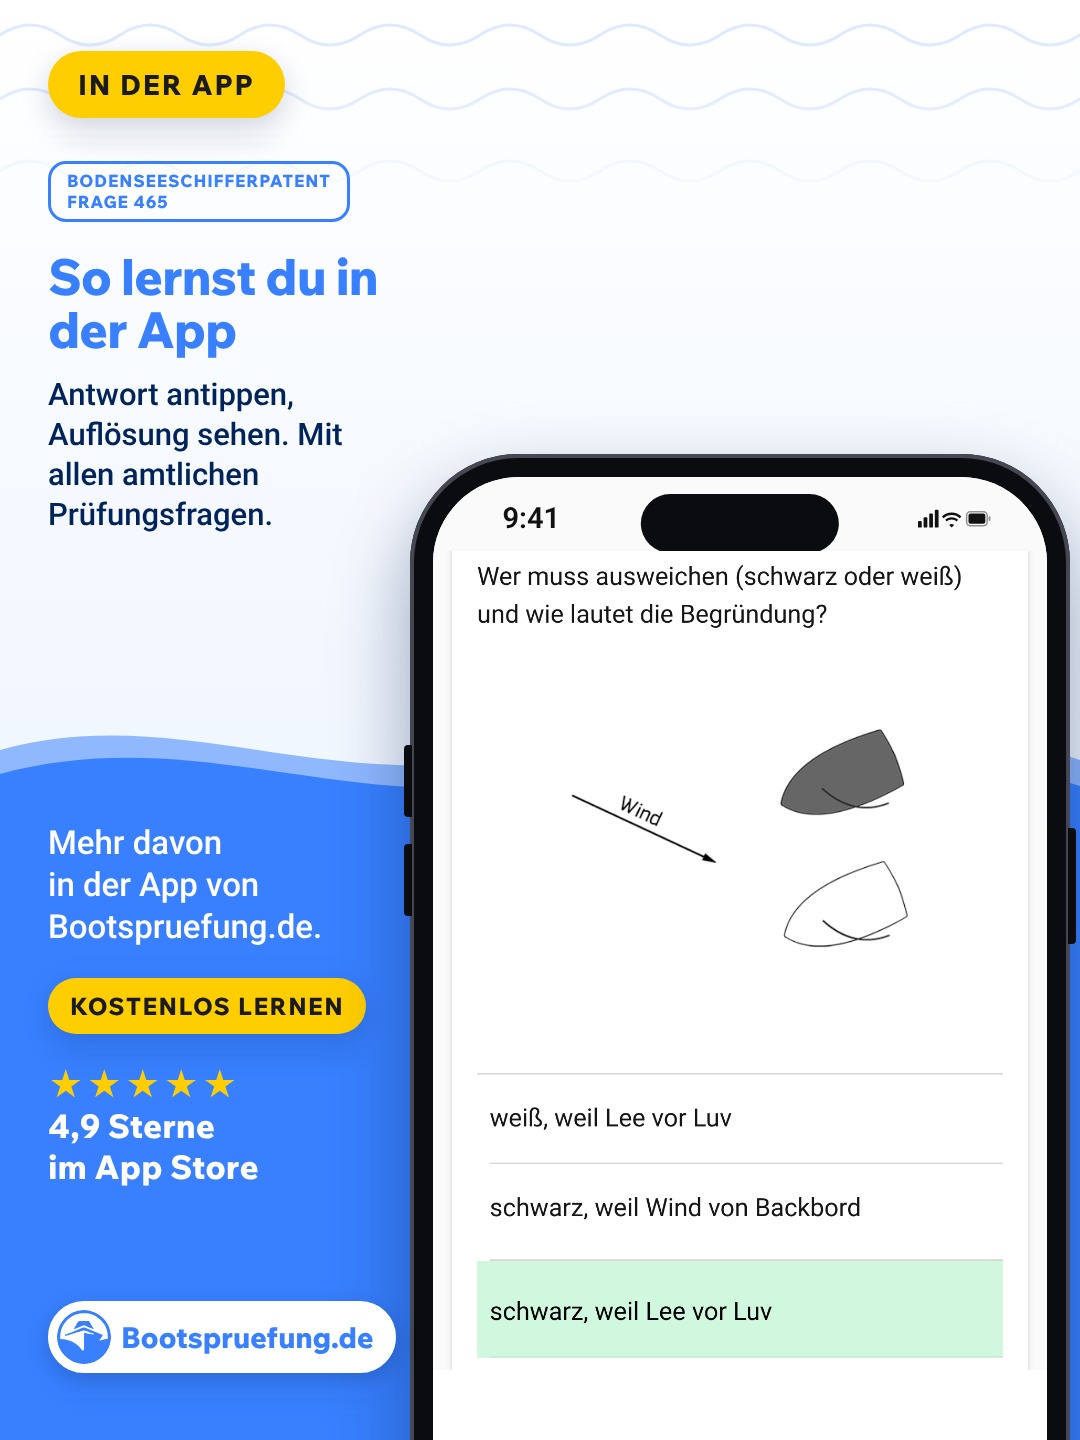 IN DER APP
BODENSEESCHIFFERPATENT
FRAGE 465
So lernst du in
der App
Antwort antippen,
Auflösung sehen. Mit
allen amtlichen
Prüfungsfragen.
9:41
Wer muss ausweichen (schwarz oder weiß)
und wie lautet die Begründung?
Wind
weiß, weil Lee vor Luv
schwarz, weil Wind von Backbord
schwarz, weil Lee vor Luv
Mehr davon
in der App von
Bootspruefung.de.
KOSTENLOS LERNEN
4,9 Sterne
im App Store
Bootspruefung.de